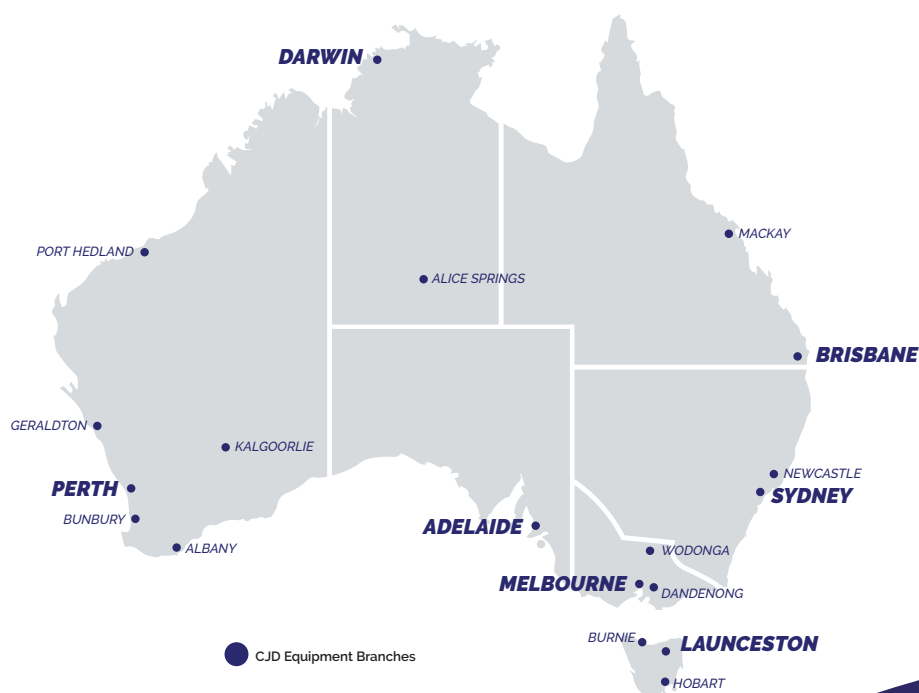 DARWIN
MACKAY
PORT HEDLAND
ALICE SPRINGS
BRISBANE
GERALDTON
KALGOORLIE
NEWCASTLE
PERTH
SYDNEY
BUNBURY
ADELAIDE
ALBANY
WODONGA
MELBOURNE
DANDENONG
BURNIE
LAUNCESTON
CJD Equipment Branches
HOBART